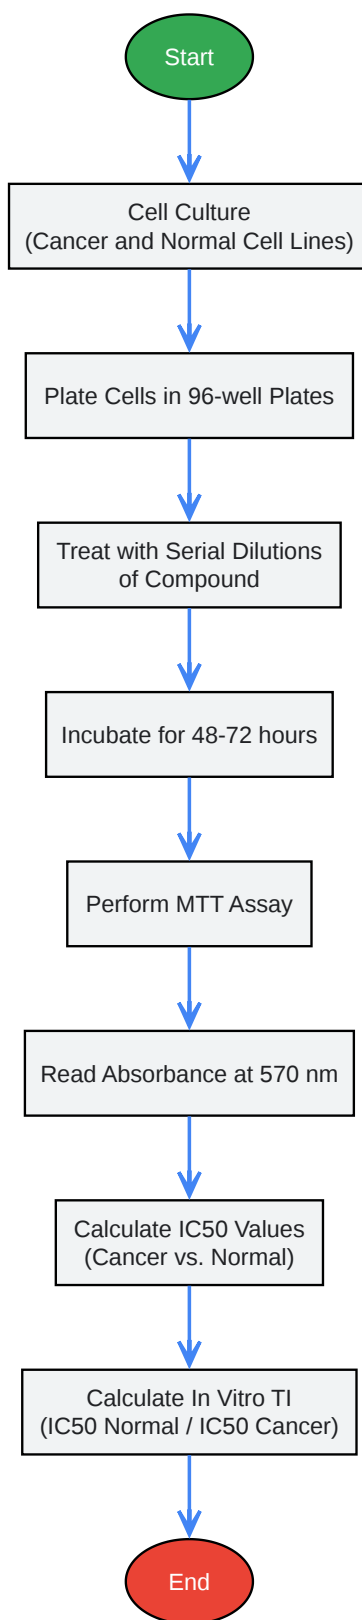 Start
Cell Culture
(Cancer and Normal Cell Lines)
Plate Cells in 96-well Plates
Treat with Serial Dilutions
of Compound
Incubate for 48-72 hours
Perform MTT Assay
Read Absorbance at 570 nm
Calculate IC50 Values
(Cancer vs. Normal)
Calculate In Vitro TI
(IC50 Normal / IC50 Cancer)
End